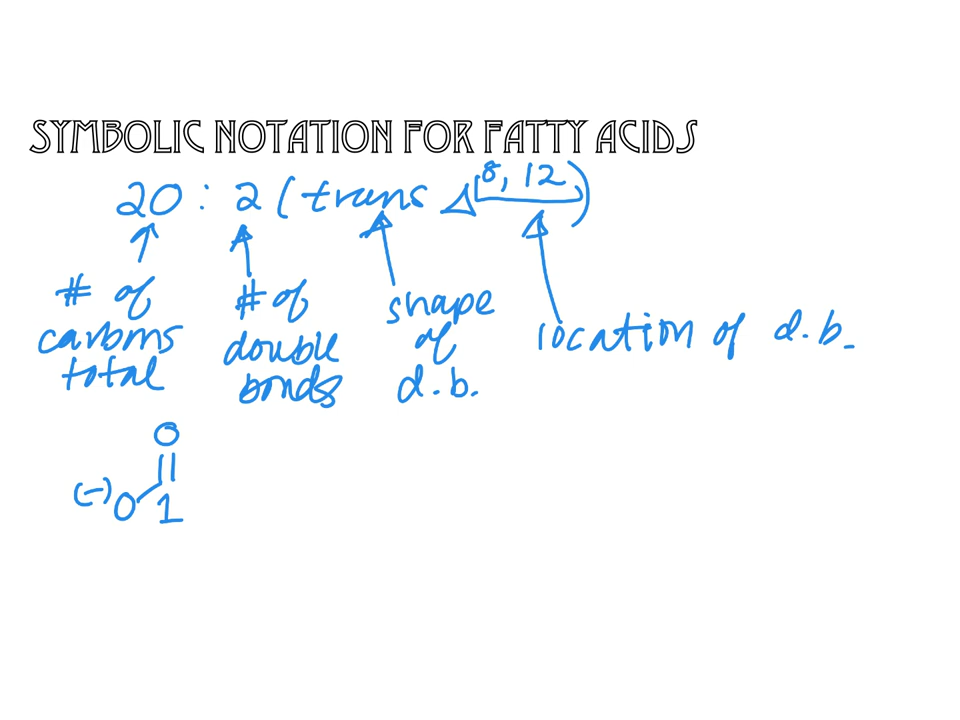 SYMBOLIC NOTATION FOR FATTY ACIDS
20 : 2 (trans Δ 8, 12)
# of carbons total
# of double bonds
shape of d.b.
location of d.b.
O
(-) O 1